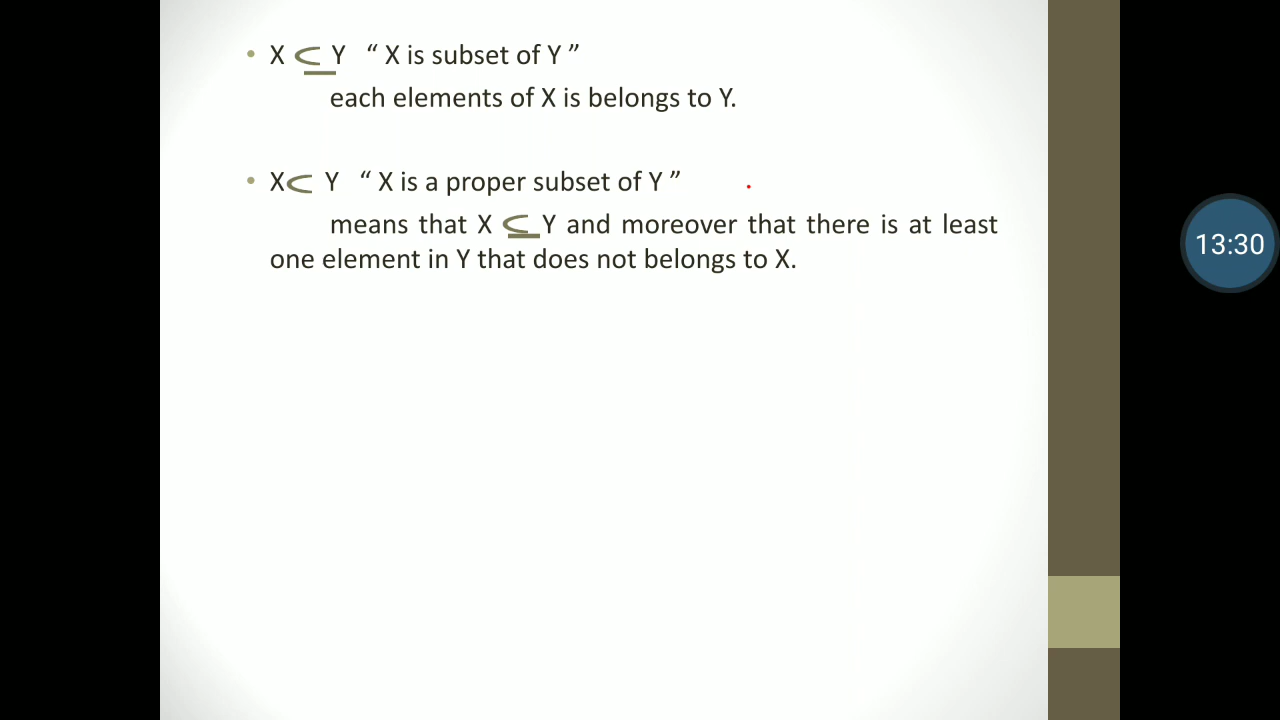 • X ⊆ Y “ X is subset of Y ”
each elements of X is belongs to Y.
• X⊂ Y “ X is a proper subset of Y ”
means that X ⊆ Y and moreover that there is at least
one element in Y that does not belongs to X.
13:30